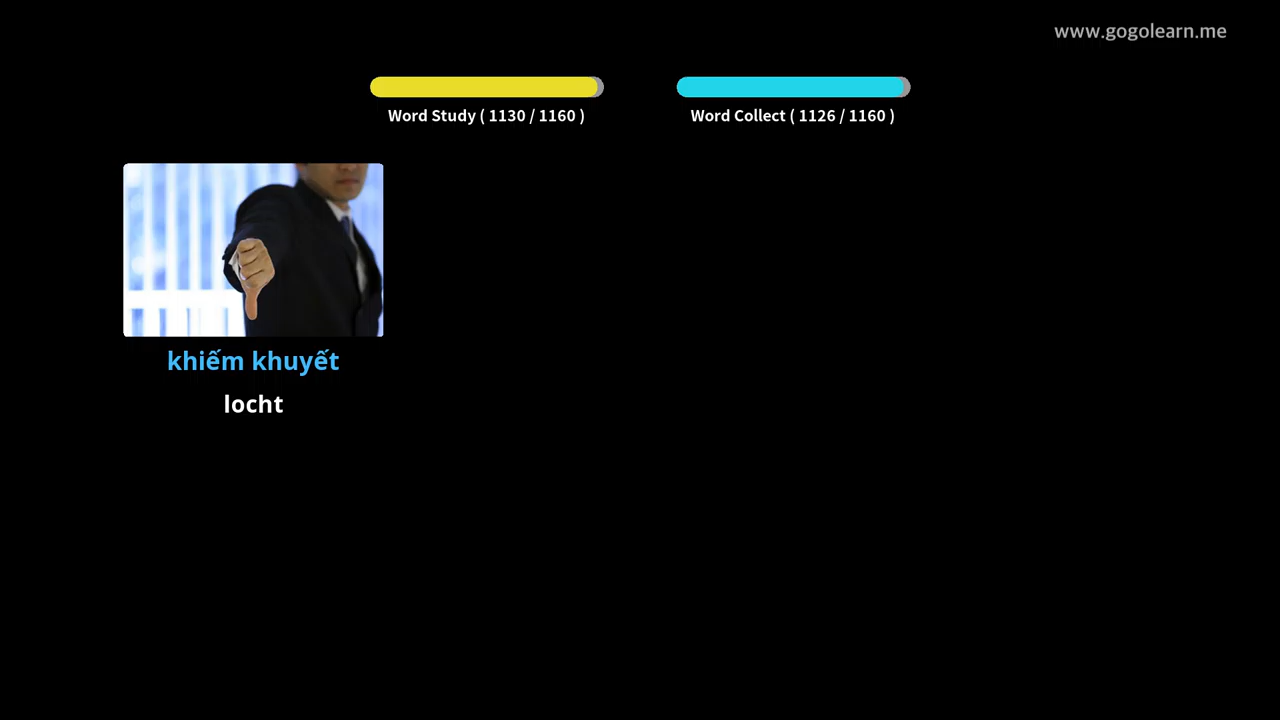 www.gogolearn.me
Word Study ( 1130 / 1160 )
Word Collect ( 1126 / 1160 )
khiếm khuyết
locht